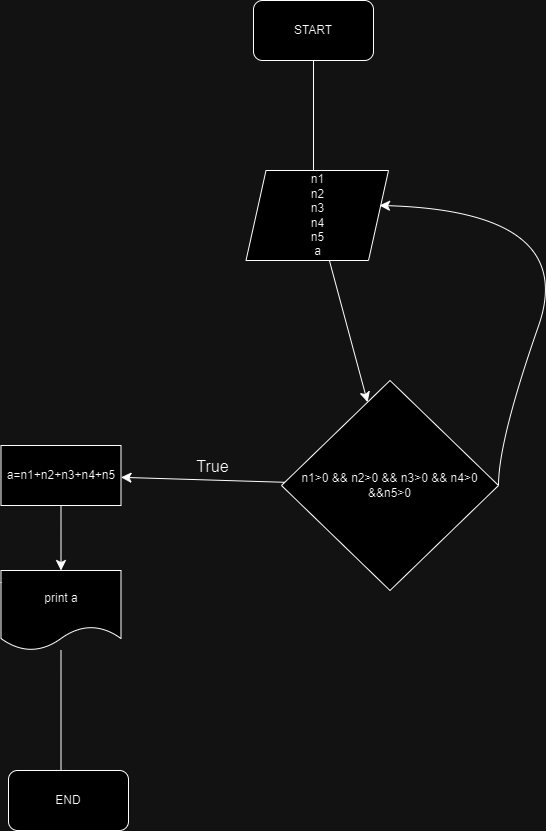 START
n1
n2
n3
n4
n5
a
True
n1>0 && n2>0 && n3>0 && n4>0
&&n5>0
a=n1+n2+n3+n4+n5
print a
END